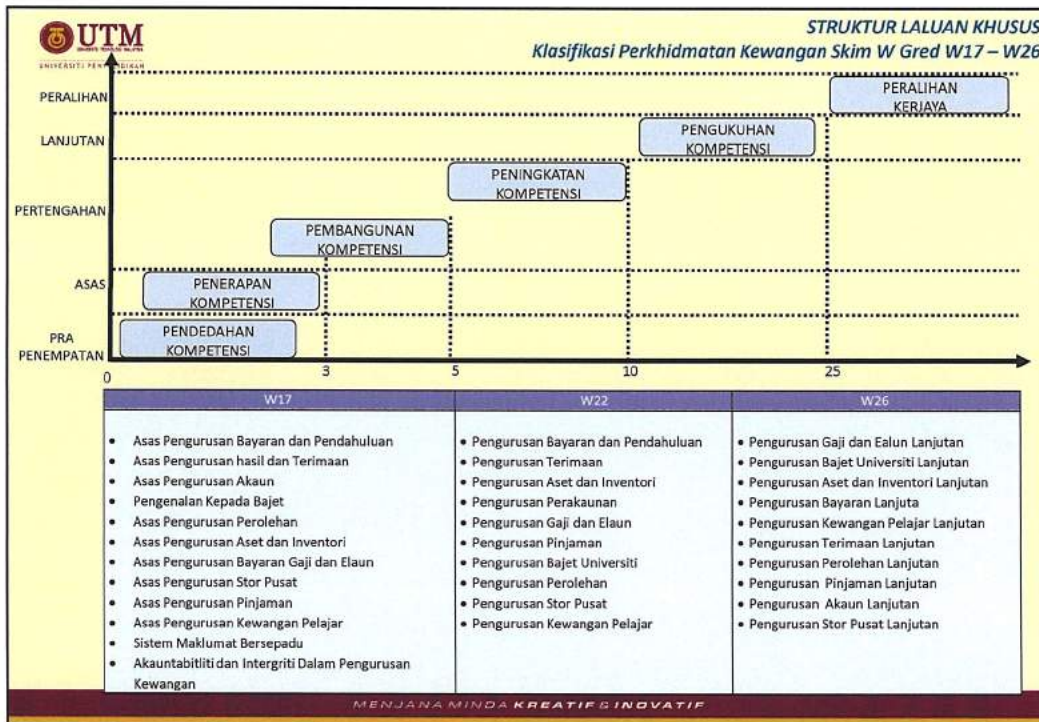 UTM
UNIVERSITI TEKNOLOGI MALAYSIA
UNIVERSITI PENYELIDIKAN
STRUKTUR LALUAN KHUSUS
Klasifikasi Perkhidmatan Kewangan Skim W Gred W17 – W26
PERALIHAN
PERALIHAN
KERJAYA
LANJUTAN
PENGUKUHAN
KOMPETENSI
PENINGKATAN
KOMPETENSI
PERTENGAHAN
PEMBANGUNAN
KOMPETENSI
ASAS
PENERAPAN
KOMPETENSI
PRA
PENEMPATAN
PENDEDAHAN
KOMPETENSI
0 3 5 10 25
W17
• Asas Pengurusan Bayaran dan Pendahuluan
• Asas Pengurusan hasil dan Terimaan
• Asas Pengurusan Akaun
• Pengenalan Kepada Bajet
• Asas Pengurusan Perolehan
• Asas Pengurusan Aset dan Inventori
• Asas Pengurusan Bayaran Gaji dan Elaun
• Asas Pengurusan Stor Pusat
• Asas Pengurusan Pinjaman
• Asas Pengurusan Kewangan Pelajar
• Sistem Maklumat Bersepadu
• Akauntabitliti dan Intergriti Dalam Pengurusan
Kewangan
W22
• Pengurusan Bayaran dan Pendahuluan
• Pengurusan Terimaan
• Pengurusan Aset dan Inventori
• Pengurusan Perakaunan
• Pengurusan Gaji dan Elaun
• Pengurusan Pinjaman
• Pengurusan Bajet Universiti
• Pengurusan Perolehan
• Pengurusan Stor Pusat
• Pengurusan Kewangan Pelajar
W26
• Pengurusan Gaji dan Ealun Lanjutan
• Pengurusan Bajet Universiti Lanjutan
• Pengurusan Aset dan Inventori Lanjutan
• Pengurusan Bayaran Lanjuta
• Pengurusan Kewangan Pelajar Lanjutan
• Pengurusan Terimaan Lanjutan
• Pengurusan Perolehan Lanjutan
• Pengurusan Pinjaman Lanjutan
• Pengurusan Akaun Lanjutan
• Pengurusan Stor Pusat Lanjutan
MENJANA MINDA KREATIF & INOVATIF